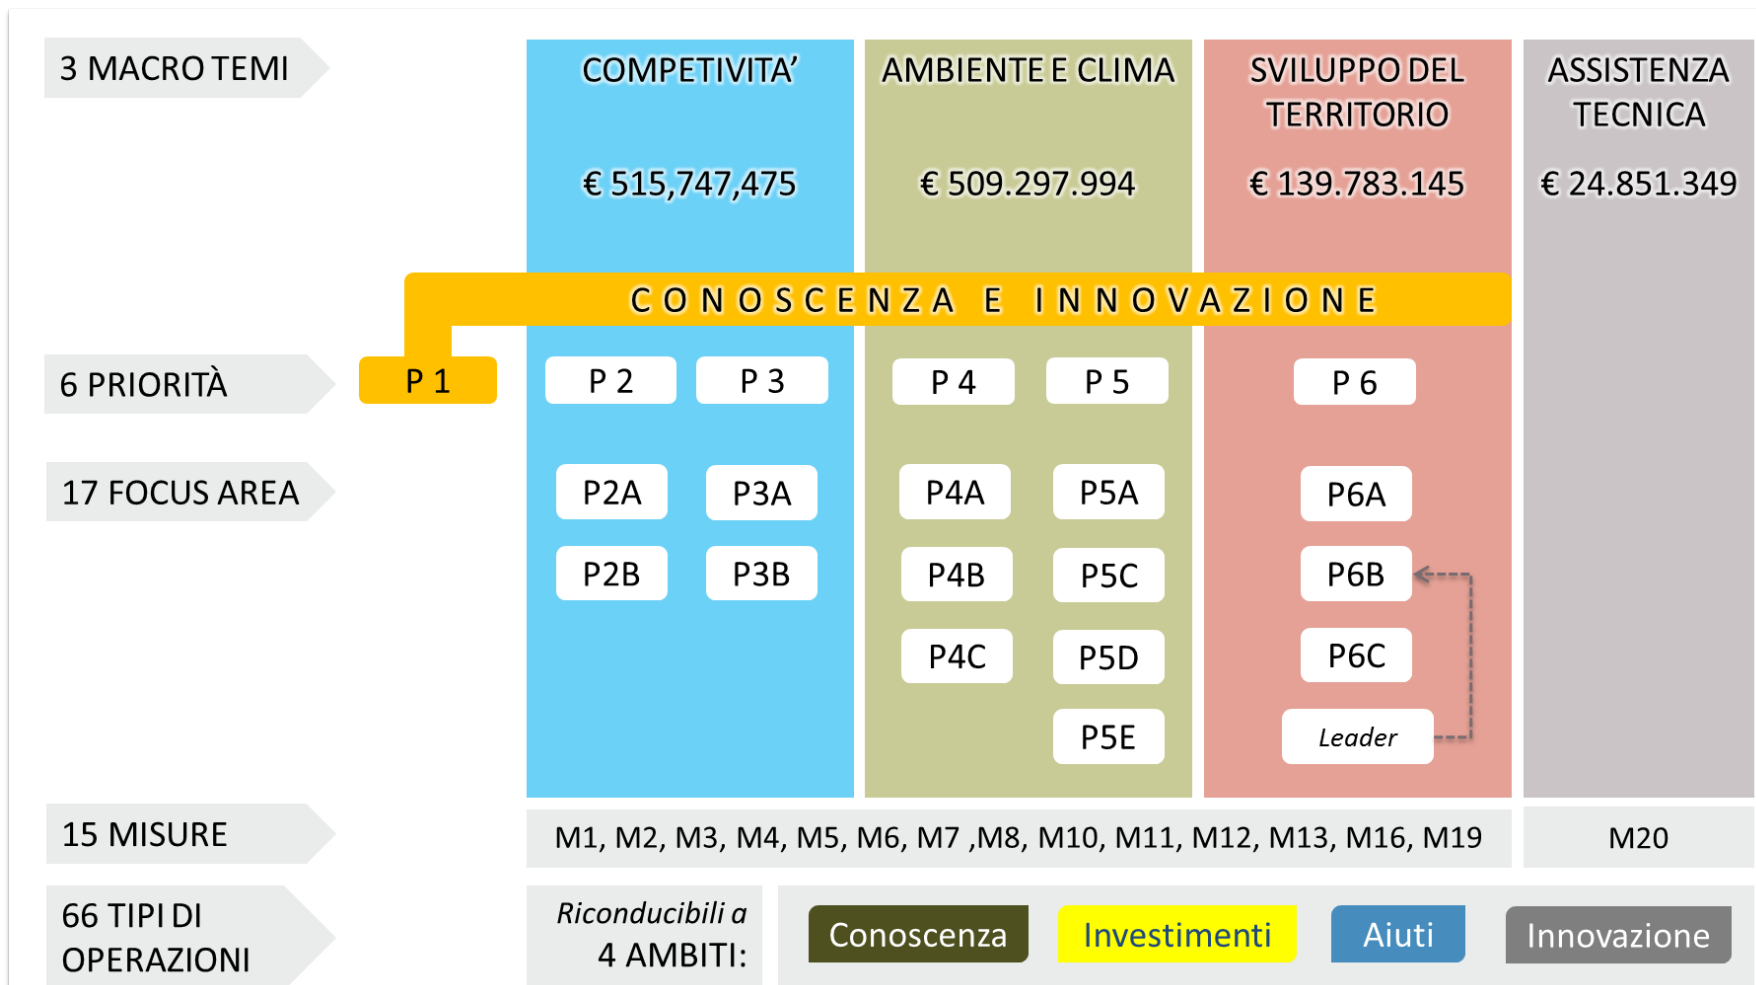 3 MACRO TEMI
COMPETIVITA’
AMBIENTE E CLIMA
SVILUPPO DEL
TERRITORIO
ASSISTENZA
TECNICA
€ 515,747,475
€ 509.297.994
€ 139.783.145
€ 24.851.349
CONOSCENZA E INNOVAZIONE
6 PRIORITÀ
P 1
P 2
P 3
P 4
P 5
P 6
17 FOCUS AREA
P2A
P3A
P4A
P5A
P6A
P2B
P3B
P4B
P5C
P6B
P4C
P5D
P6C
P5E
Leader
15 MISURE
M1, M2, M3, M4, M5, M6, M7 ,M8, M10, M11, M12, M13, M16, M19
M20
66 TIPI DI
OPERAZIONI
Riconducibili a
4 AMBITI:
Conoscenza
Investimenti
Aiuti
Innovazione